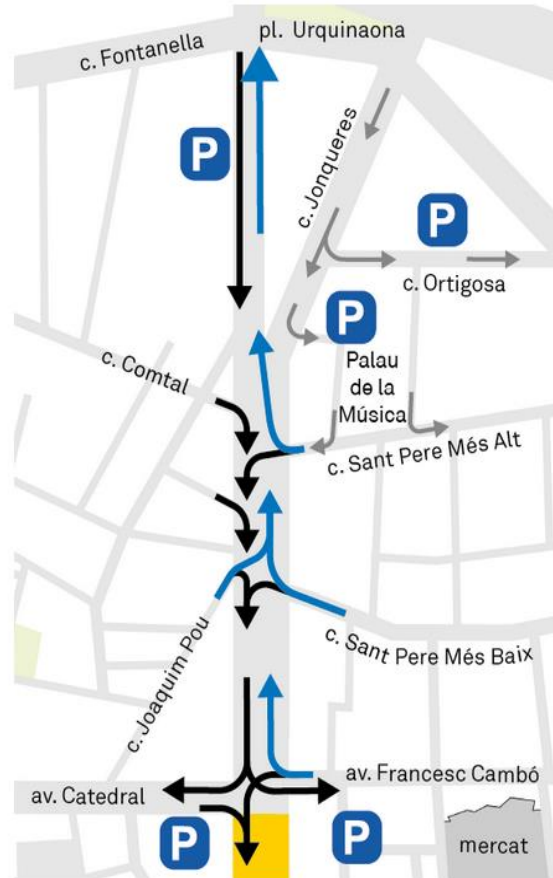 pl. Urquinaona
c. Fontanella
P
c. Jonqueres
P
c. Ortigosa
P
c. Comtal
Palau
de la
Música
c. Sant Pere Més Alt
c. Joaquim Pou
c. Sant Pere Més Baix
av. Francesc Cambó
av. Catedral
P
P
mercat